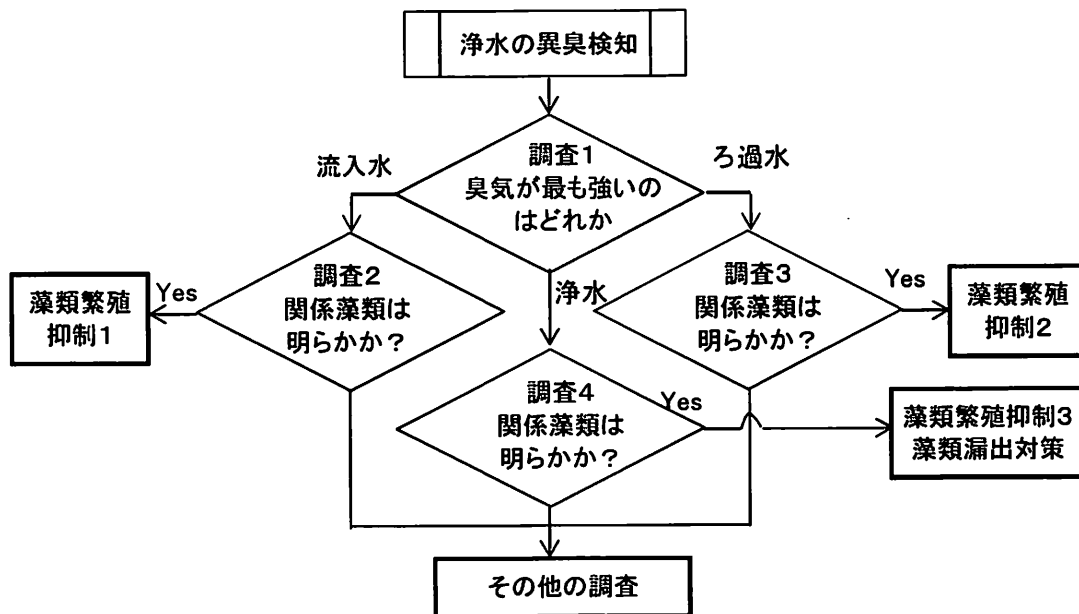 浄水の異臭検知
調査1
臭気が最も強いの
はどれか
流入水
ろ過水
浄水
調査2
関係藻類は
明らかか？
Yes
藻類繁殖
抑制1
調査3
関係藻類は
明らかか？
Yes
藻類繁殖
抑制2
調査4
関係藻類は
明らかか？
Yes
藻類繁殖抑制3
藻類漏出対策
その他の調査